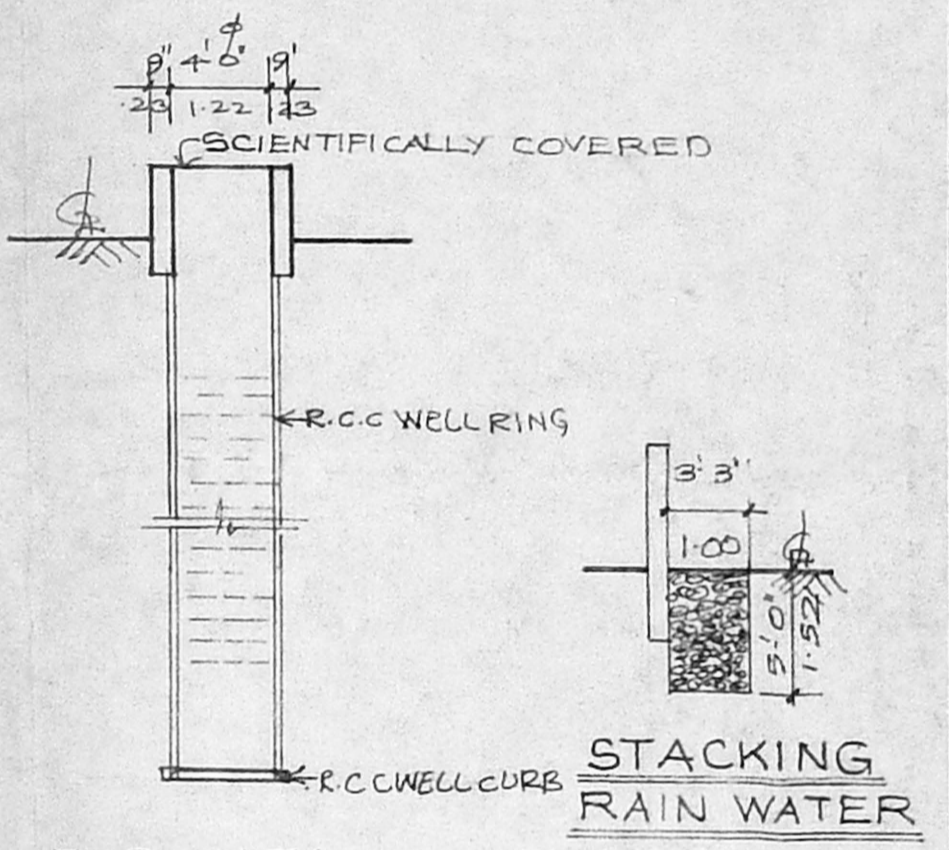 ϕ
9" 4'-0" 9'
.23 1.22 .23
SCIENTIFICALLY COVERED
R.C.C WELL RING
3' 3"
1.00
5'-0"
1.52
R.C C WELL CURB
STACKING
RAIN WATER